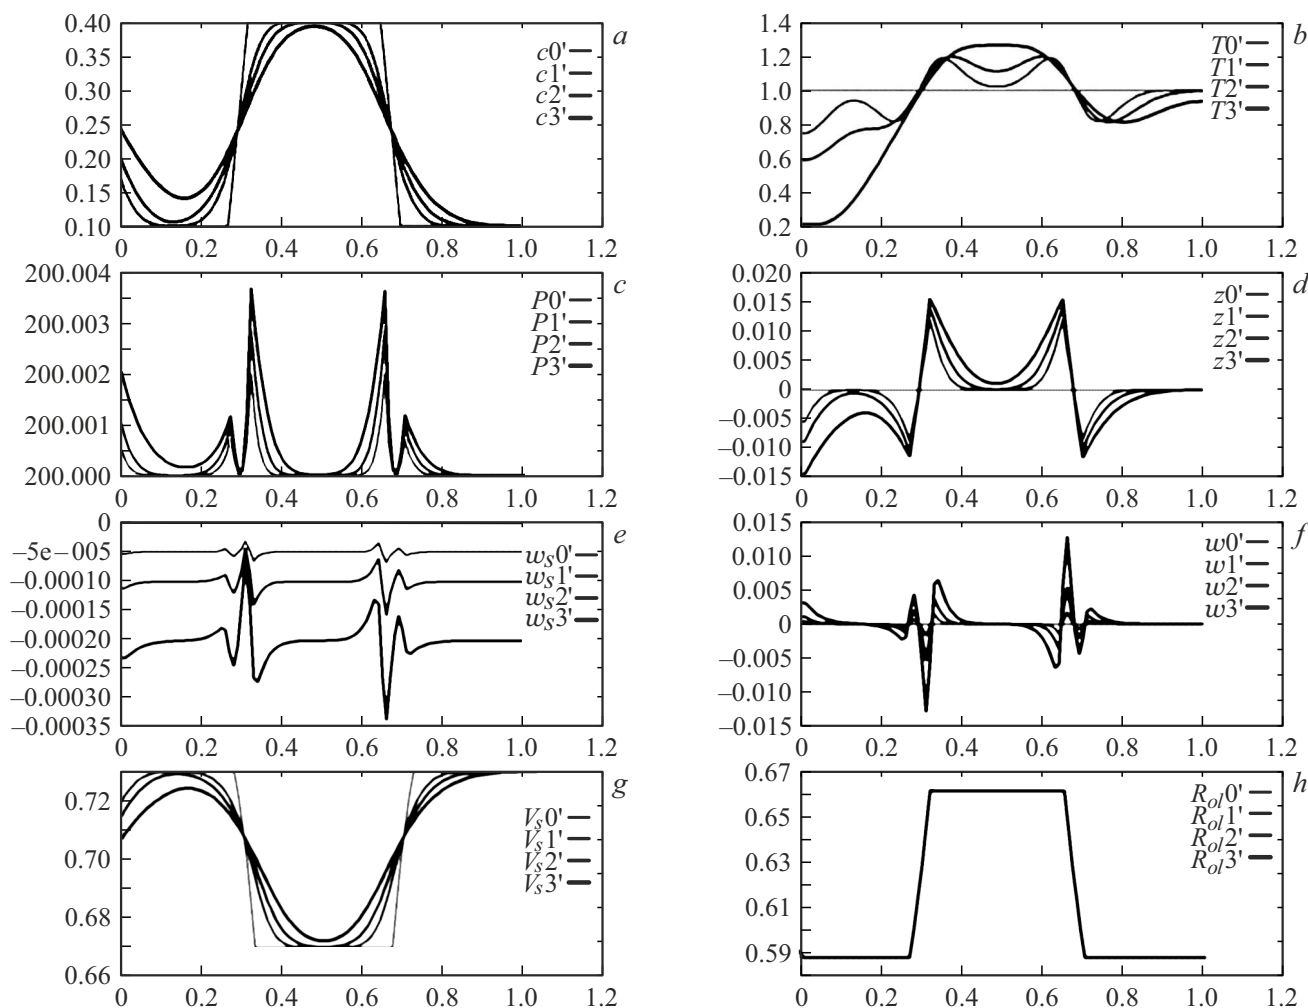 0.40
0.35
0.30
0.25
0.20
0.15
0.10
0 0.2 0.4 0.6 0.8 1.0 1.2
a
c0'
c1'
c2'
c3'
1.4
1.2
1.0
0.8
0.6
0.4
0.2
0 0.2 0.4 0.6 0.8 1.0 1.2
b
T0'
T1'
T2'
T3'
200.004
200.003
200.002
200.001
200.000
0 0.2 0.4 0.6 0.8 1.0 1.2
c
P0'
P1'
P2'
P3'
0.020
0.015
0.010
0.005
0
−0.005
−0.010
−0.015
0 0.2 0.4 0.6 0.8 1.0 1.2
d
z0'
z1'
z2'
z3'
0
−5e−005
−0.00010
−0.00015
−0.00020
−0.00025
−0.00030
−0.00035
0 0.2 0.4 0.6 0.8 1.0 1.2
e
ws0'
ws1'
ws2'
ws3'
0.015
0.010
0.005
0
−0.005
−0.010
−0.015
0 0.2 0.4 0.6 0.8 1.0 1.2
f
w0'
w1'
w2'
w3'
0.72
0.70
0.68
0.66
0 0.2 0.4 0.6 0.8 1.0 1.2
g
Vs0'
Vs1'
Vs2'
Vs3'
0.67
0.65
0.63
0.61
0.59
0 0.2 0.4 0.6 0.8 1.0 1.2
h
Rol0'
Rol1'
Rol2'
Rol3'